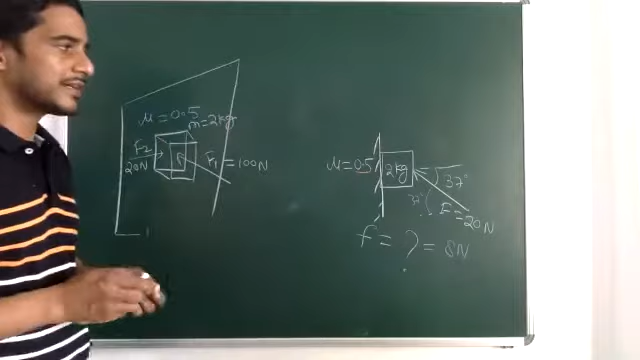 μ = 0.5
m = 2kg
F2
20N
F1 = 100N
μ = 0.5
2kg
37°
37°
F = 20N
f = ? = 8N